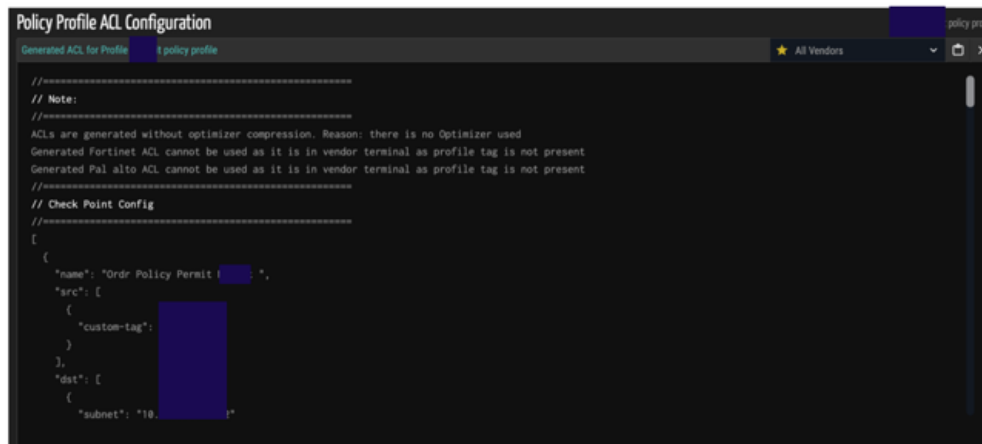 Policy Profile ACL Configuration
policy pro
Generated ACL for Profile t policy profile
All Vendors
//==================================================
// Note:
//==================================================
ACLs are generated without optimizer compression. Reason: there is no Optimizer used
Generated Fortinet ACL cannot be used as it is in vendor terminal as profile tag is not present
Generated Pal alto ACL cannot be used as it is in vendor terminal as profile tag is not present
//==================================================
// Check Point Config
//==================================================
[
{
"name": "Ordr Policy Permit ",
"src": [
{
"custom-tag":
}
],
"dst": [
{
"subnet": "10. "